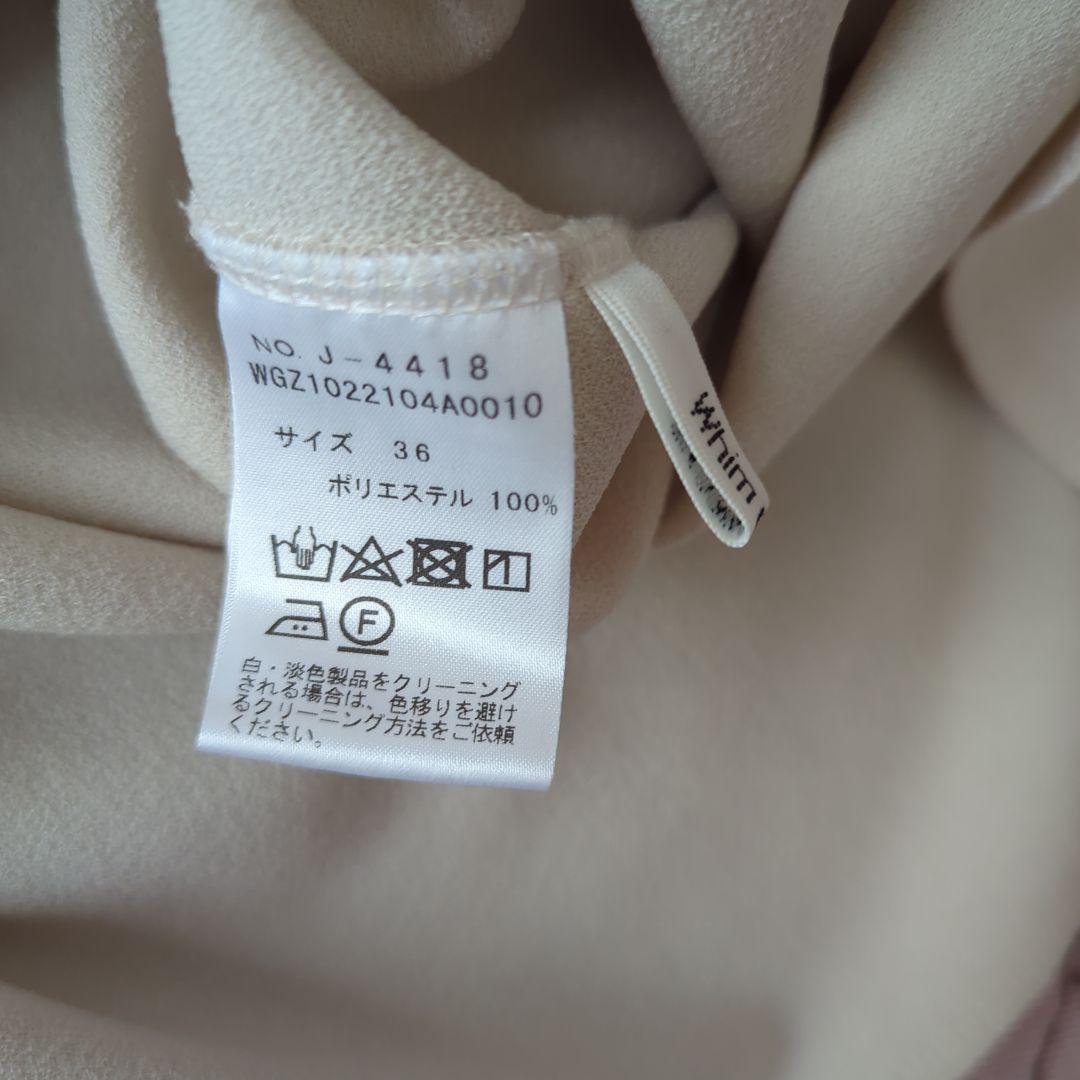 NO. J-4418
WGZ1022104A0010
サイズ 36
ポリエステル 100%
F
白・淡色製品をクリーニング
される場合は、色移りを避け
るクリーニング方法をご依頼
ください。
Whim